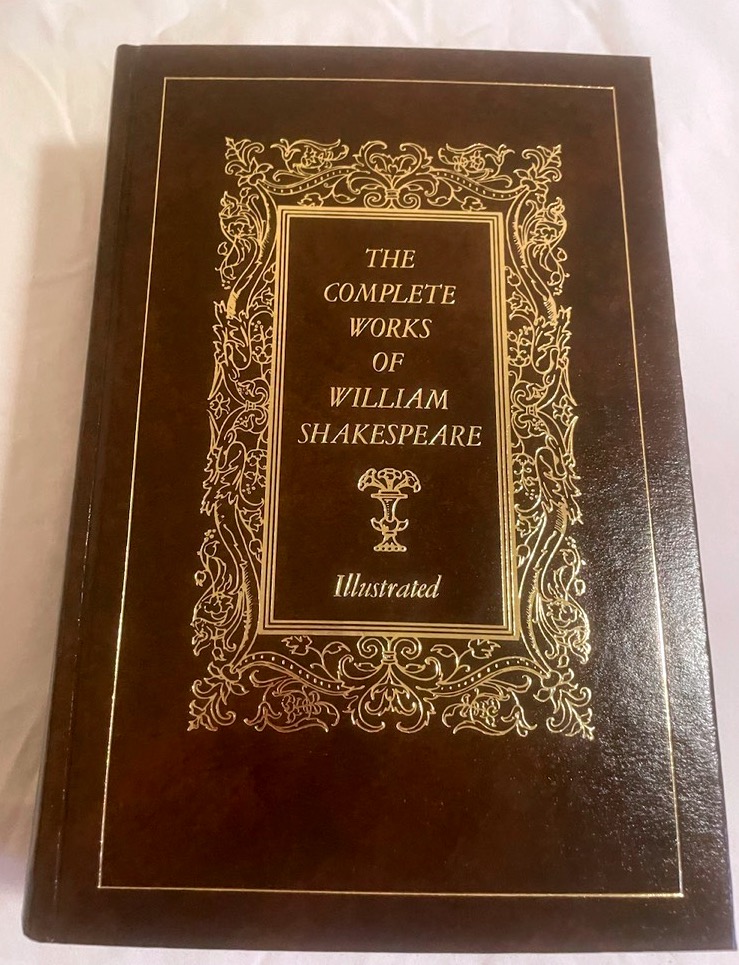 THE
COMPLETE
WORKS
OF
WILLIAM
SHAKESPEARE
Illustrated